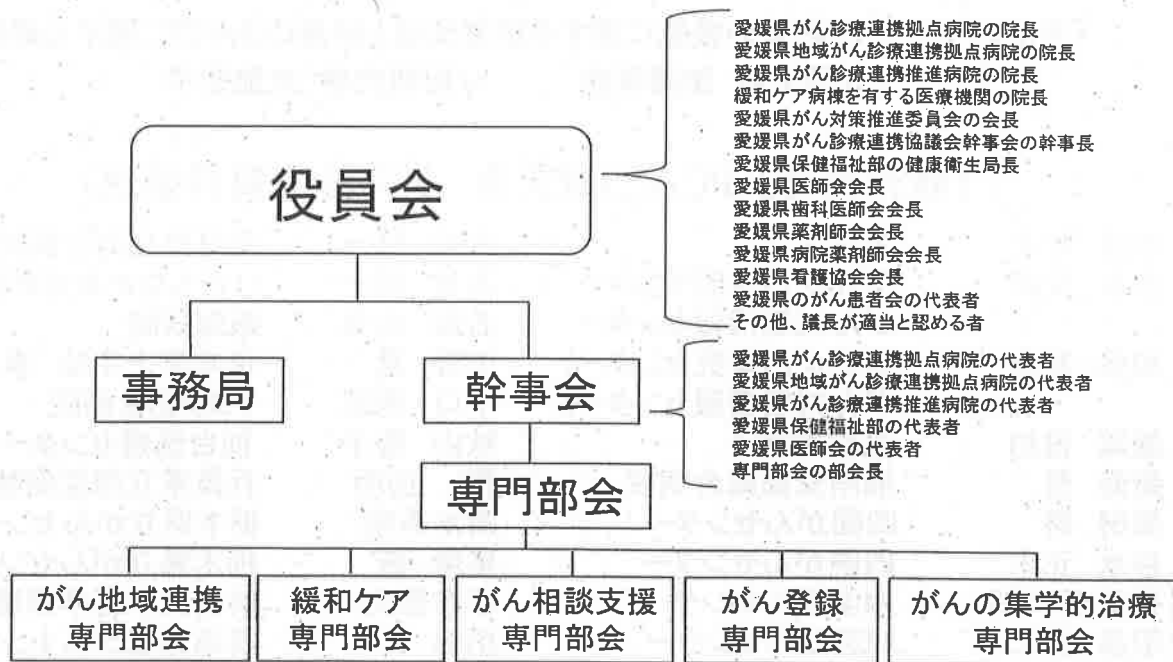 愛媛県がん診療連携拠点病院の院長
愛媛県地域がん診療連携拠点病院の院長
愛媛県がん診療連携推進病院の院長
緩和ケア病棟を有する医療機関の院長
愛媛県がん対策推進委員会の会長
愛媛県がん診療連携協議会幹事会の幹事長
愛媛県保健福祉部の健康衛生局長
愛媛県医師会会長
愛媛県歯科医師会会長
愛媛県薬剤師会会長
愛媛県病院薬剤師会会長
愛媛県看護協会会長
愛媛県のがん患者会の代表者
その他、議長が適当と認める者
役員会
事務局
幹事会
愛媛県がん診療連携拠点病院の代表者
愛媛県地域がん診療連携拠点病院の代表者
愛媛県がん診療連携推進病院の代表者
愛媛県保健福祉部の代表者
愛媛県医師会の代表者
専門部会の部会長
専門部会
がん地域連携
専門部会
緩和ケア
専門部会
がん相談支援
専門部会
がん登録
専門部会
がんの集学的治療
専門部会